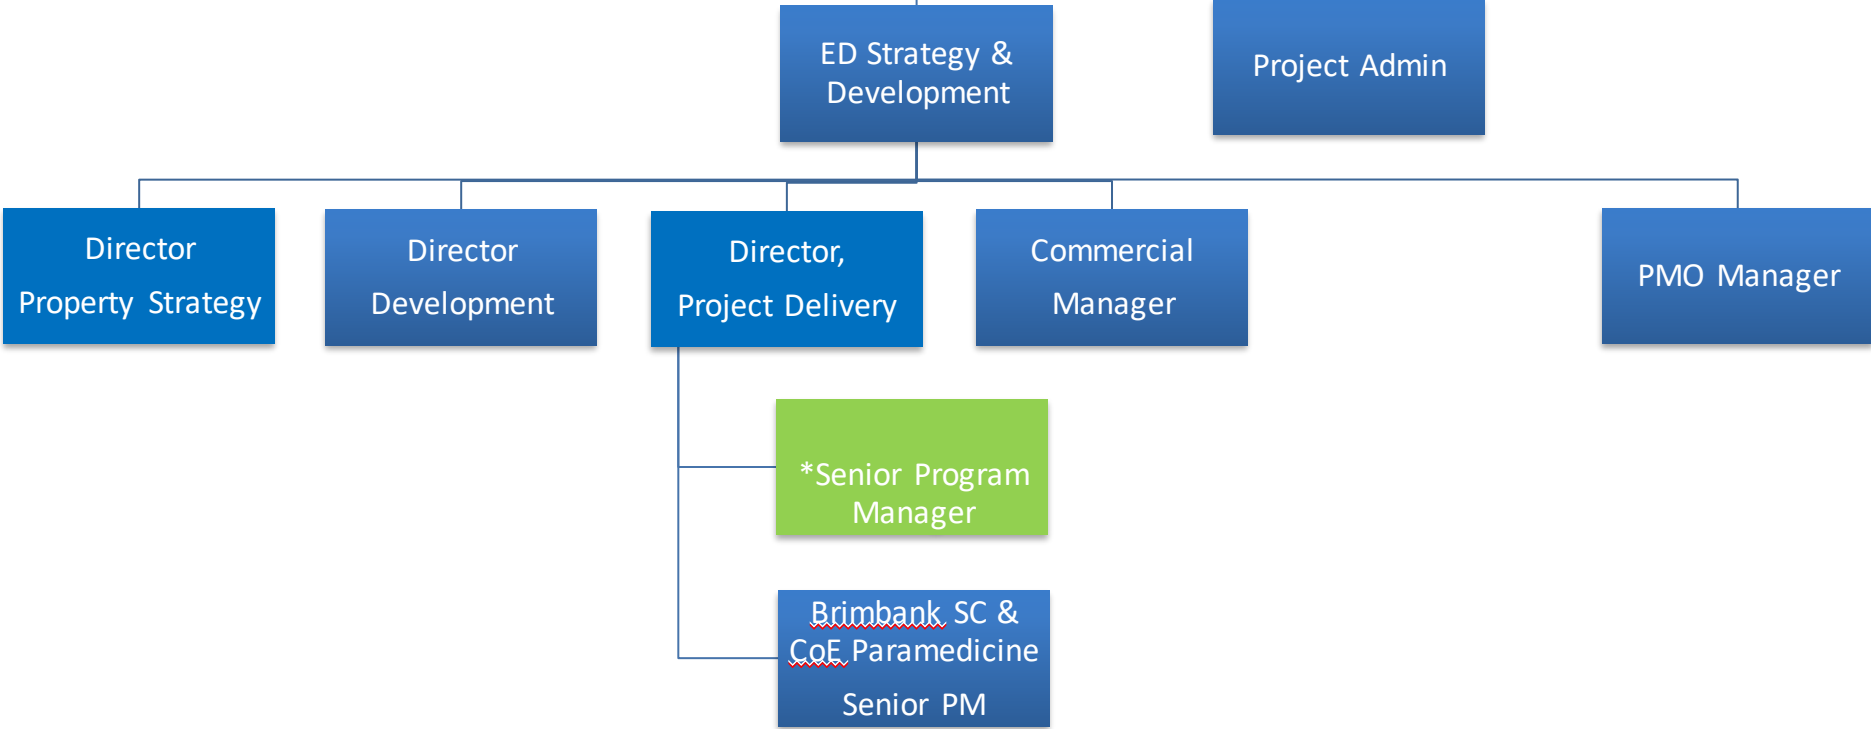 ED Strategy &
Development
Project Admin
Director
Property Strategy
Director
Development
Director,
Project Delivery
Commercial
Manager
PMO Manager
*Senior Program
Manager
Brimbank SC &
CoE Paramedicine
Senior PM